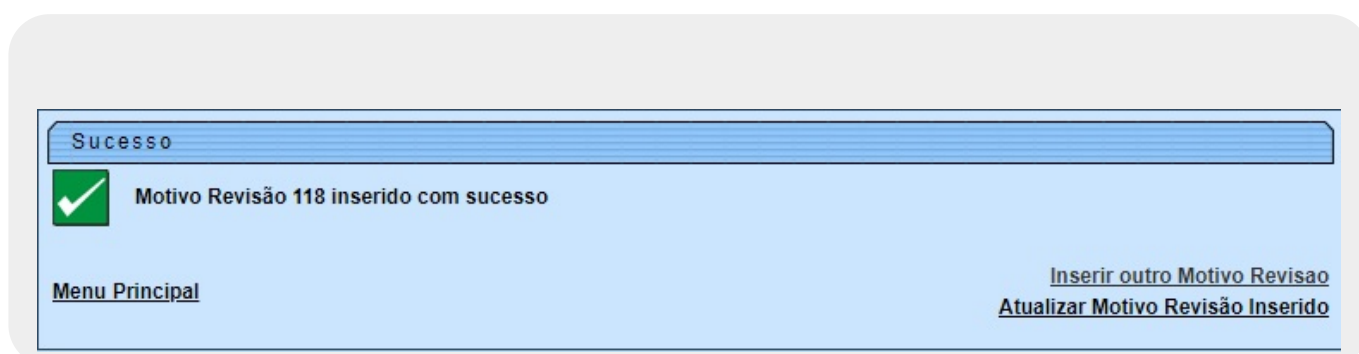 Sucesso
Motivo Revisão 118 inserido com sucesso
Menu Principal
Inserir outro Motivo Revisao
Atualizar Motivo Revisão Inserido